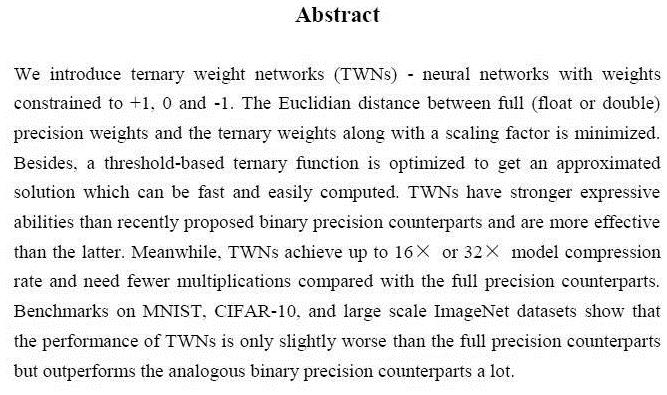 Abstract
We introduce ternary weight networks (TWNs) - neural networks with weights
constrained to +1, 0 and -1. The Euclidian distance between full (float or double)
precision weights and the ternary weights along with a scaling factor is minimized.
Besides, a threshold-based ternary function is optimized to get an approximated
solution which can be fast and easily computed. TWNs have stronger expressive
abilities than recently proposed binary precision counterparts and are more effective
than the latter. Meanwhile, TWNs achieve up to 16× or 32× model compression
rate and need fewer multiplications compared with the full precision counterparts.
Benchmarks on MNIST, CIFAR-10, and large scale ImageNet datasets show that
the performance of TWNs is only slightly worse than the full precision counterparts
but outperforms the analogous binary precision counterparts a lot.